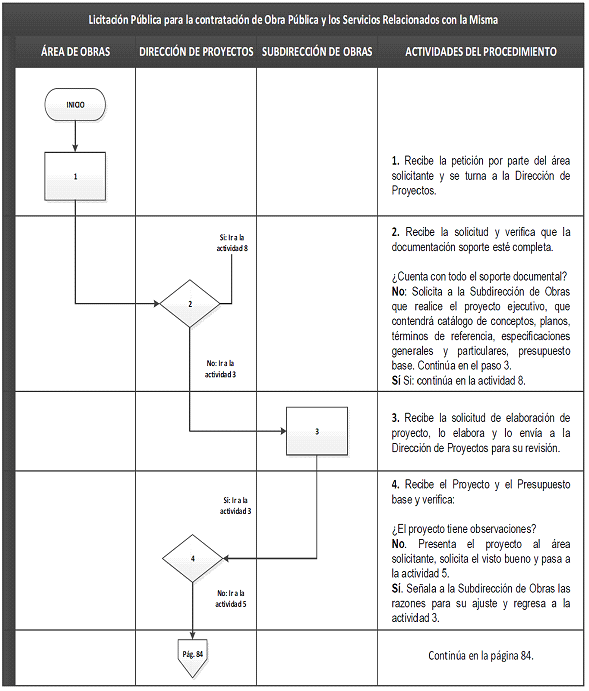 Licitación Pública para la contratación de Obra Pública y los Servicios Relacionados con la Misma
ÁREA DE OBRAS
DIRECCIÓN DE PROYECTOS
SUBDIRECCIÓN DE OBRAS
ACTIVIDADES DEL PROCEDIMIENTO
INICIO
1
1. Recibe la petición por parte del área
solicitante y se turna a la Dirección de
Proyectos.
Sí: Ir a la
actividad 8
2
No: Ir a la
actividad 3
2. Recibe la solicitud y verifica que la
documentación soporte esté completa.
¿Cuenta con todo el soporte documental?
No: Solicita a la Subdirección de Obras
que realice el proyecto ejecutivo, que
contendrá catálogo de conceptos, planos,
términos de referencia, especificaciones
generales y particulares, presupuesto
base. Continúa en el paso 3.
Sí Si: continúa en la actividad 8.
3
3. Recibe la solicitud de elaboración de
proyecto, lo elabora y lo envía a la
Dirección de Proyectos para su revisión.
Sí: Ir a la
actividad 3
4
No: Ir a la
actividad 5
4. Recibe el Proyecto y el Presupuesto
base y verifica:
¿El proyecto tiene observaciones?
No. Presenta el proyecto al área
solicitante, solicita el visto bueno y pasa a
la actividad 5.
Sí. Señala a la Subdirección de Obras las
razones para su ajuste y regresa a la
actividad 3.
Pág. 84
Continúa en la página 84.